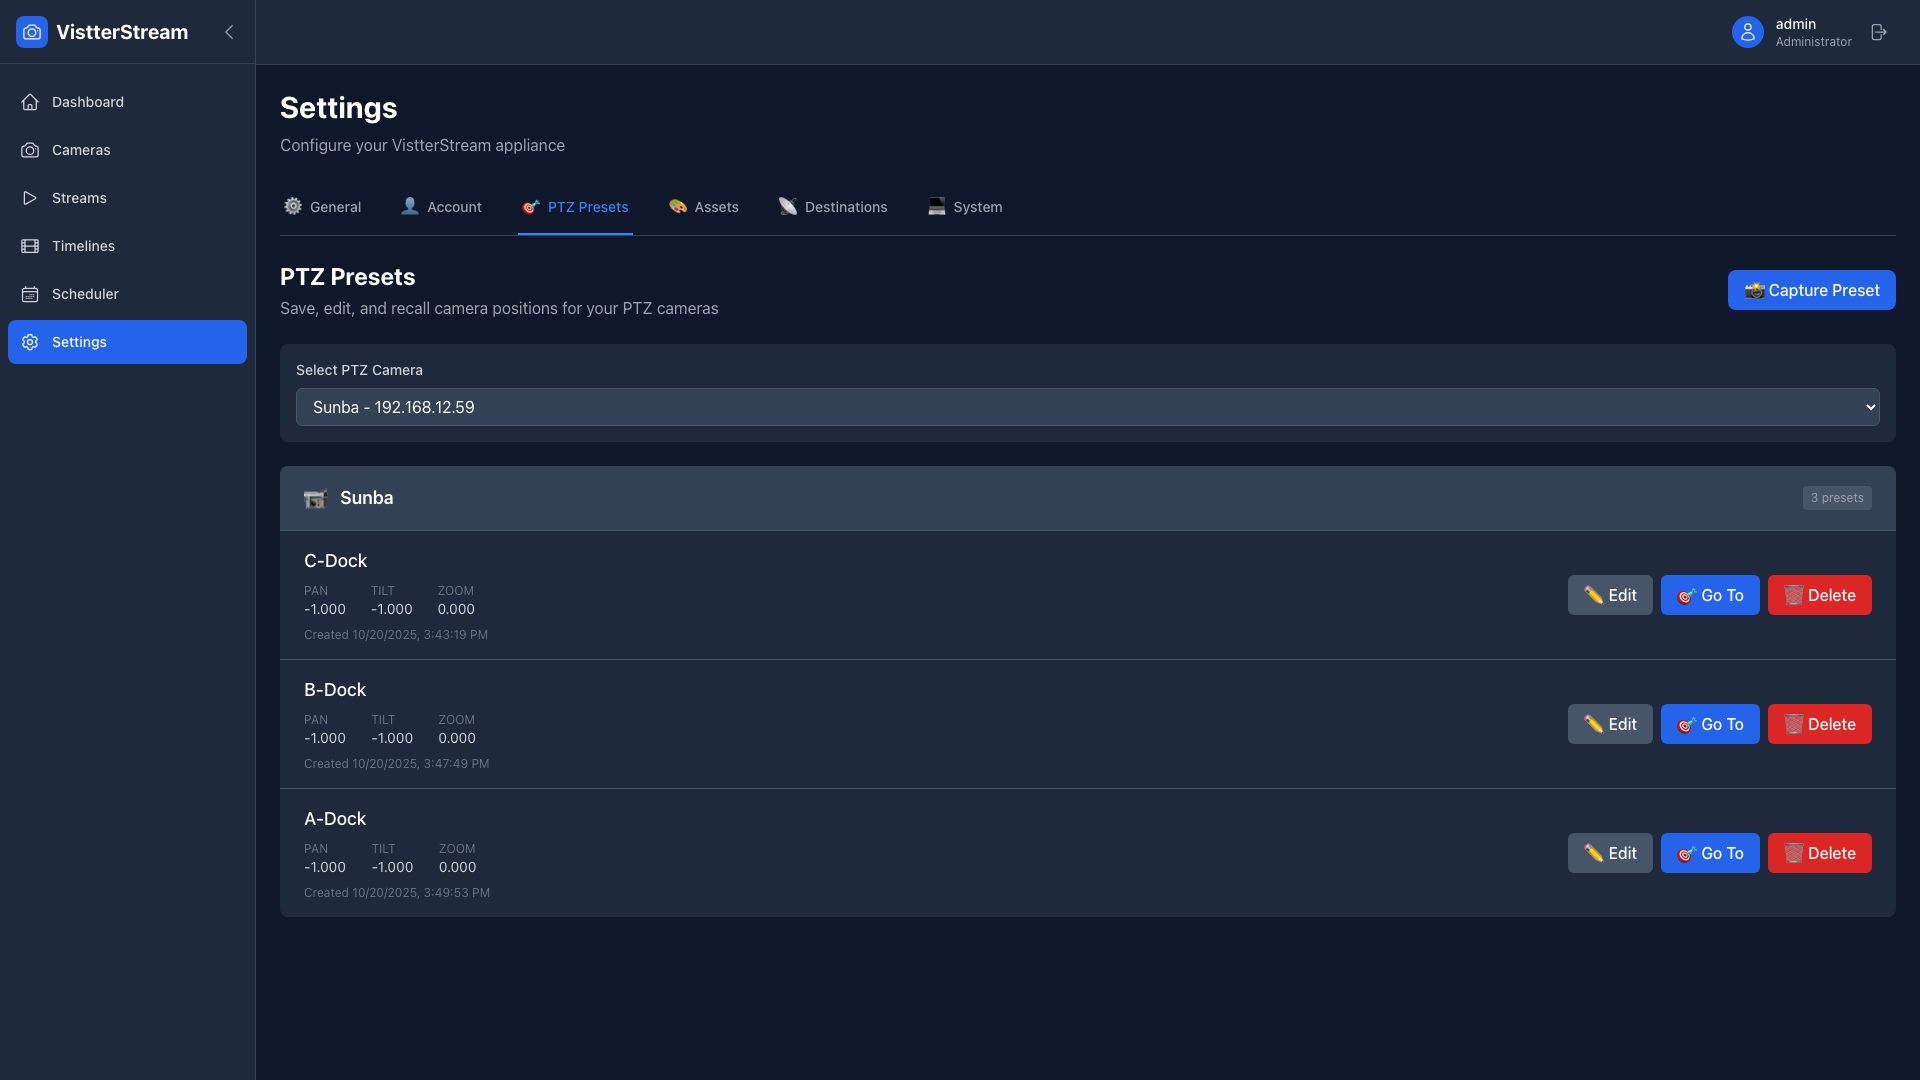 VistterStream
admin
Administrator
Dashboard
Cameras
Streams
Timelines
Scheduler
Settings
Settings
Configure your VistterStream appliance
General
Account
PTZ Presets
Assets
Destinations
System
PTZ Presets
Save, edit, and recall camera positions for your PTZ cameras
Capture Preset
Select PTZ Camera
Sunba - 192.168.12.59
Sunba
3 presets
C-Dock
PAN TILT ZOOM
-1.000 -1.000 0.000
Created 10/20/2025, 3:43:19 PM
Edit Go To Delete
B-Dock
PAN TILT ZOOM
-1.000 -1.000 0.000
Created 10/20/2025, 3:47:49 PM
Edit Go To Delete
A-Dock
PAN TILT ZOOM
-1.000 -1.000 0.000
Created 10/20/2025, 3:49:53 PM
Edit Go To Delete